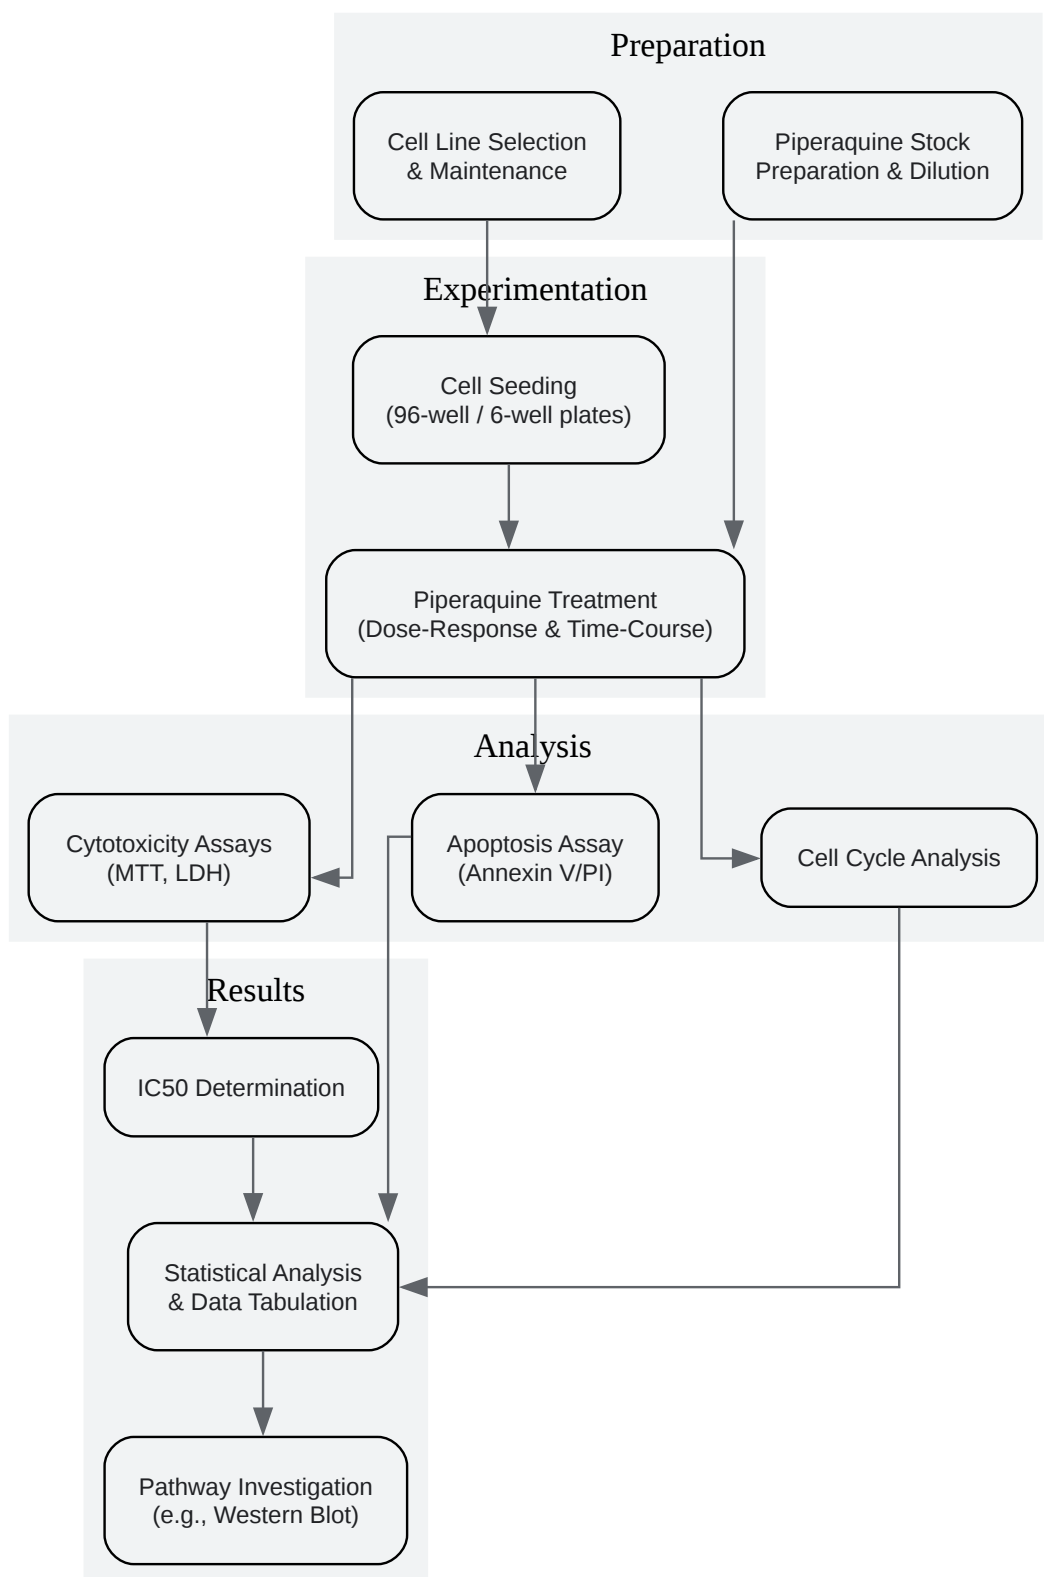 Preparation
Cell Line Selection
& Maintenance
Piperaquine Stock
Preparation & Dilution
Experimentation
Cell Seeding
(96-well / 6-well plates)
Piperaquine Treatment
(Dose-Response & Time-Course)
Analysis
Cytotoxicity Assays
(MTT, LDH)
Apoptosis Assay
(Annexin V/PI)
Cell Cycle Analysis
Results
IC50 Determination
Statistical Analysis
& Data Tabulation
Pathway Investigation
(e.g., Western Blot)